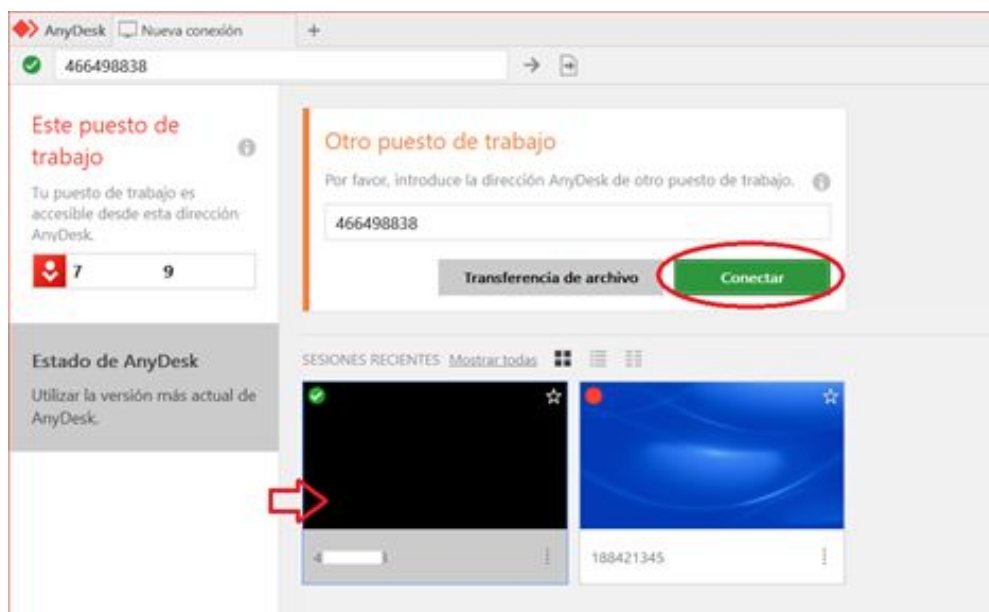 AnyDesk Nueva conexión +
466498838
Este puesto de
trabajo
Tu puesto de trabajo es
accesible desde esta dirección
AnyDesk.
7 9
Estado de AnyDesk
Utilizar la versión más actual de
AnyDesk.
Otro puesto de trabajo
Por favor, introduce la dirección AnyDesk de otro puesto de trabajo.
466498838
Transferencia de archivo Conectar
SESIONES RECIENTES Mostrar todas
4
188421345